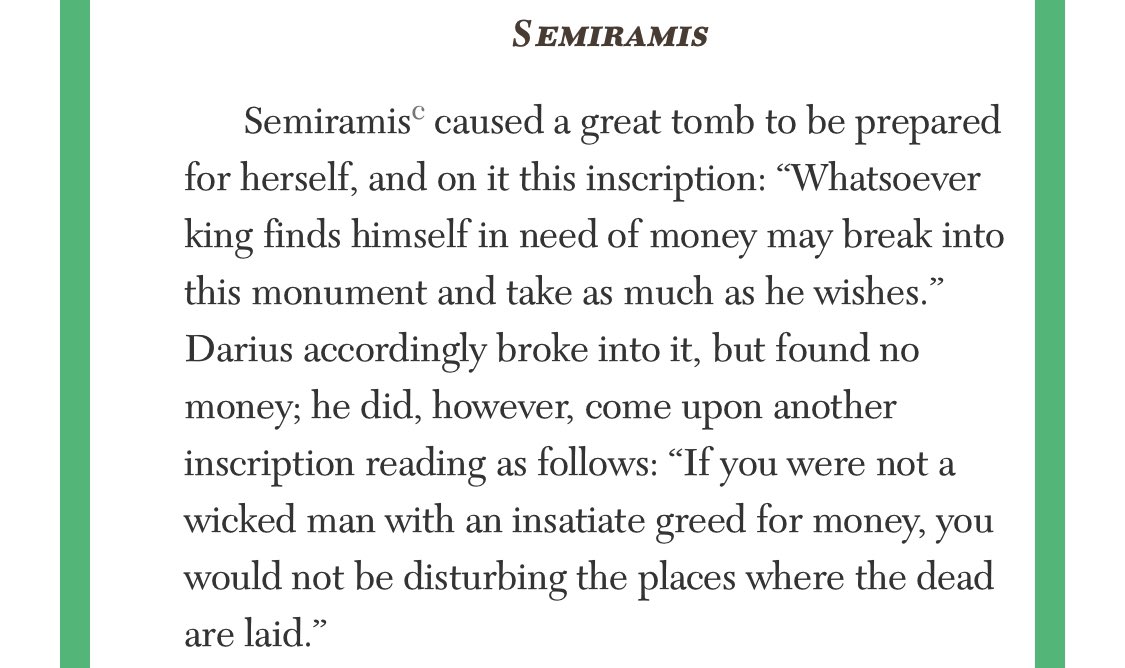 SEMIRAMIS
Semiramisᶜ caused a great tomb to be prepared
for herself, and on it this inscription: “Whatsoever
king finds himself in need of money may break into
this monument and take as much as he wishes.”
Darius accordingly broke into it, but found no
money; he did, however, come upon another
inscription reading as follows: “If you were not a
wicked man with an insatiate greed for money, you
would not be disturbing the places where the dead
are laid.”